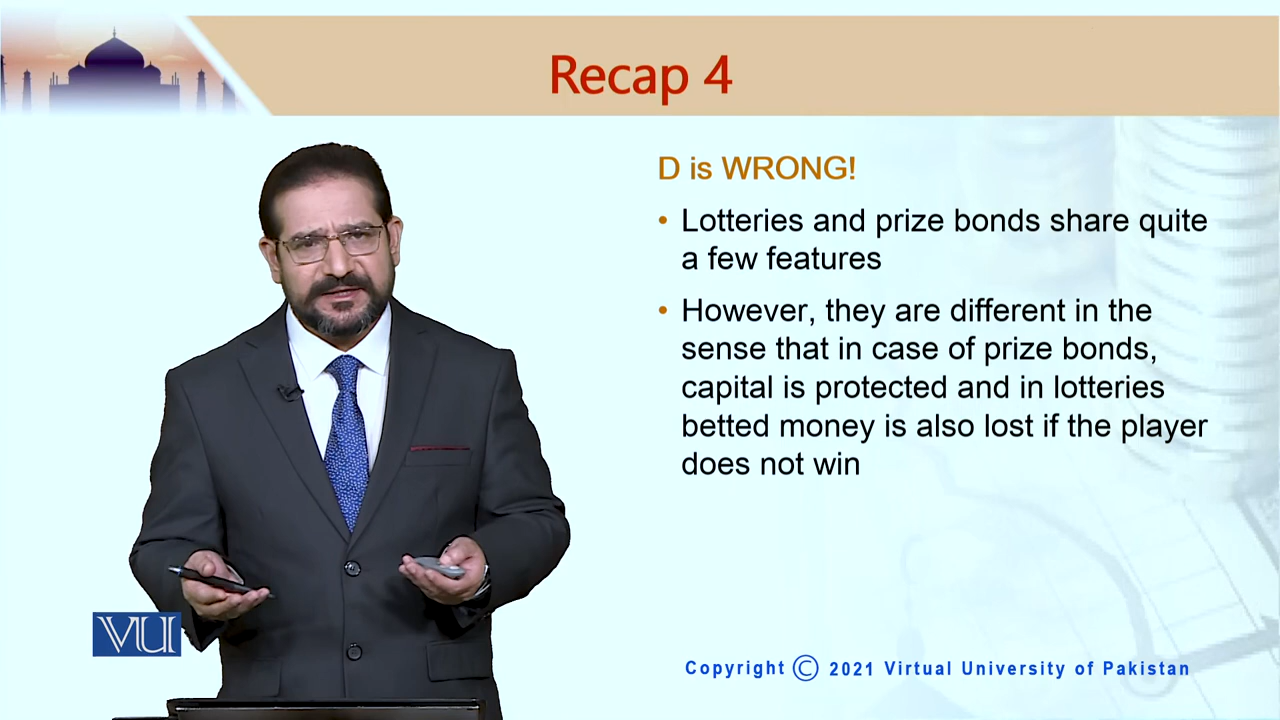 Recap 4
D is WRONG!
• Lotteries and prize bonds share quite
a few features
• However, they are different in the
sense that in case of prize bonds,
capital is protected and in lotteries
betted money is also lost if the player
does not win
VU
Copyright © 2021 Virtual University of Pakistan